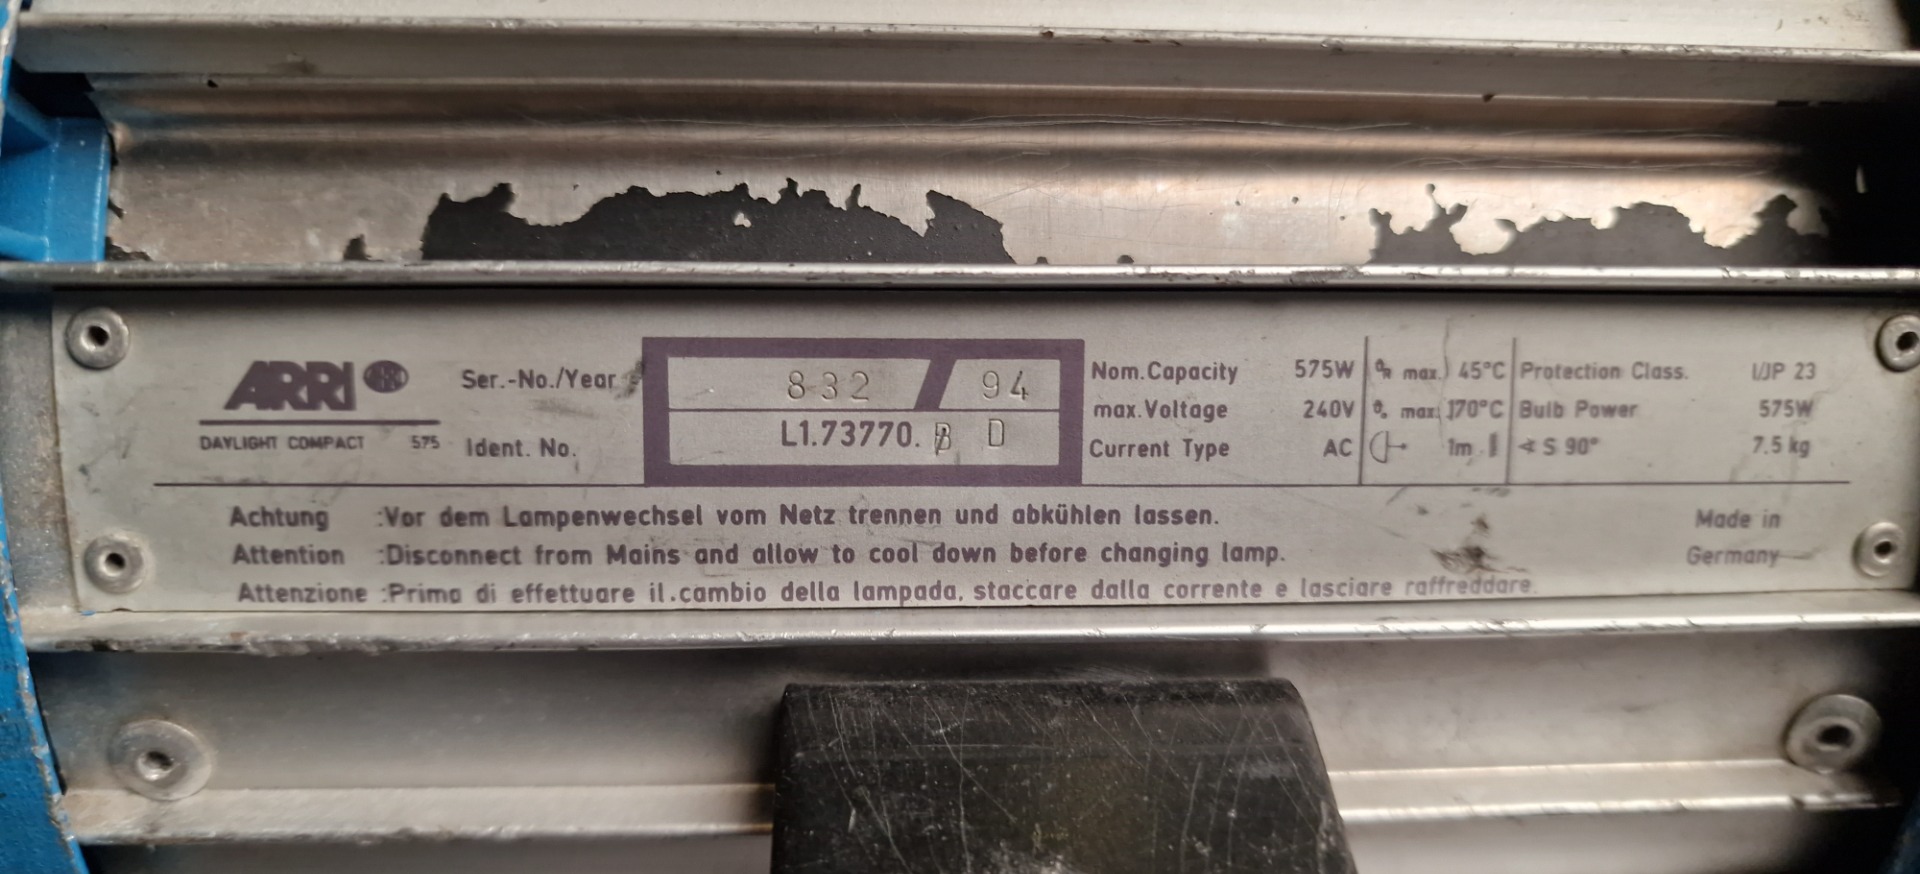 ARRI ARRI
DAYLIGHT COMPACT 575
Ser.-No./Year 832 / 94
Ident. No. L1.73770. B D
Nom.Capacity 575W
max.Voltage 240V
Current Type AC
max. 45°C
max. 170°C
1m
Protection Class. I/JP 23
Bulb Power 575W
∢ S 90° 7.5 kg
Achtung :Vor dem Lampenwechsel vom Netz trennen und abkühlen lassen.
Attention :Disconnect from Mains and allow to cool down before changing lamp.
Attenzione :Prima di effettuare il cambio della lampada, staccare dalla corrente e lasciare raffreddare.
Made in
Germany